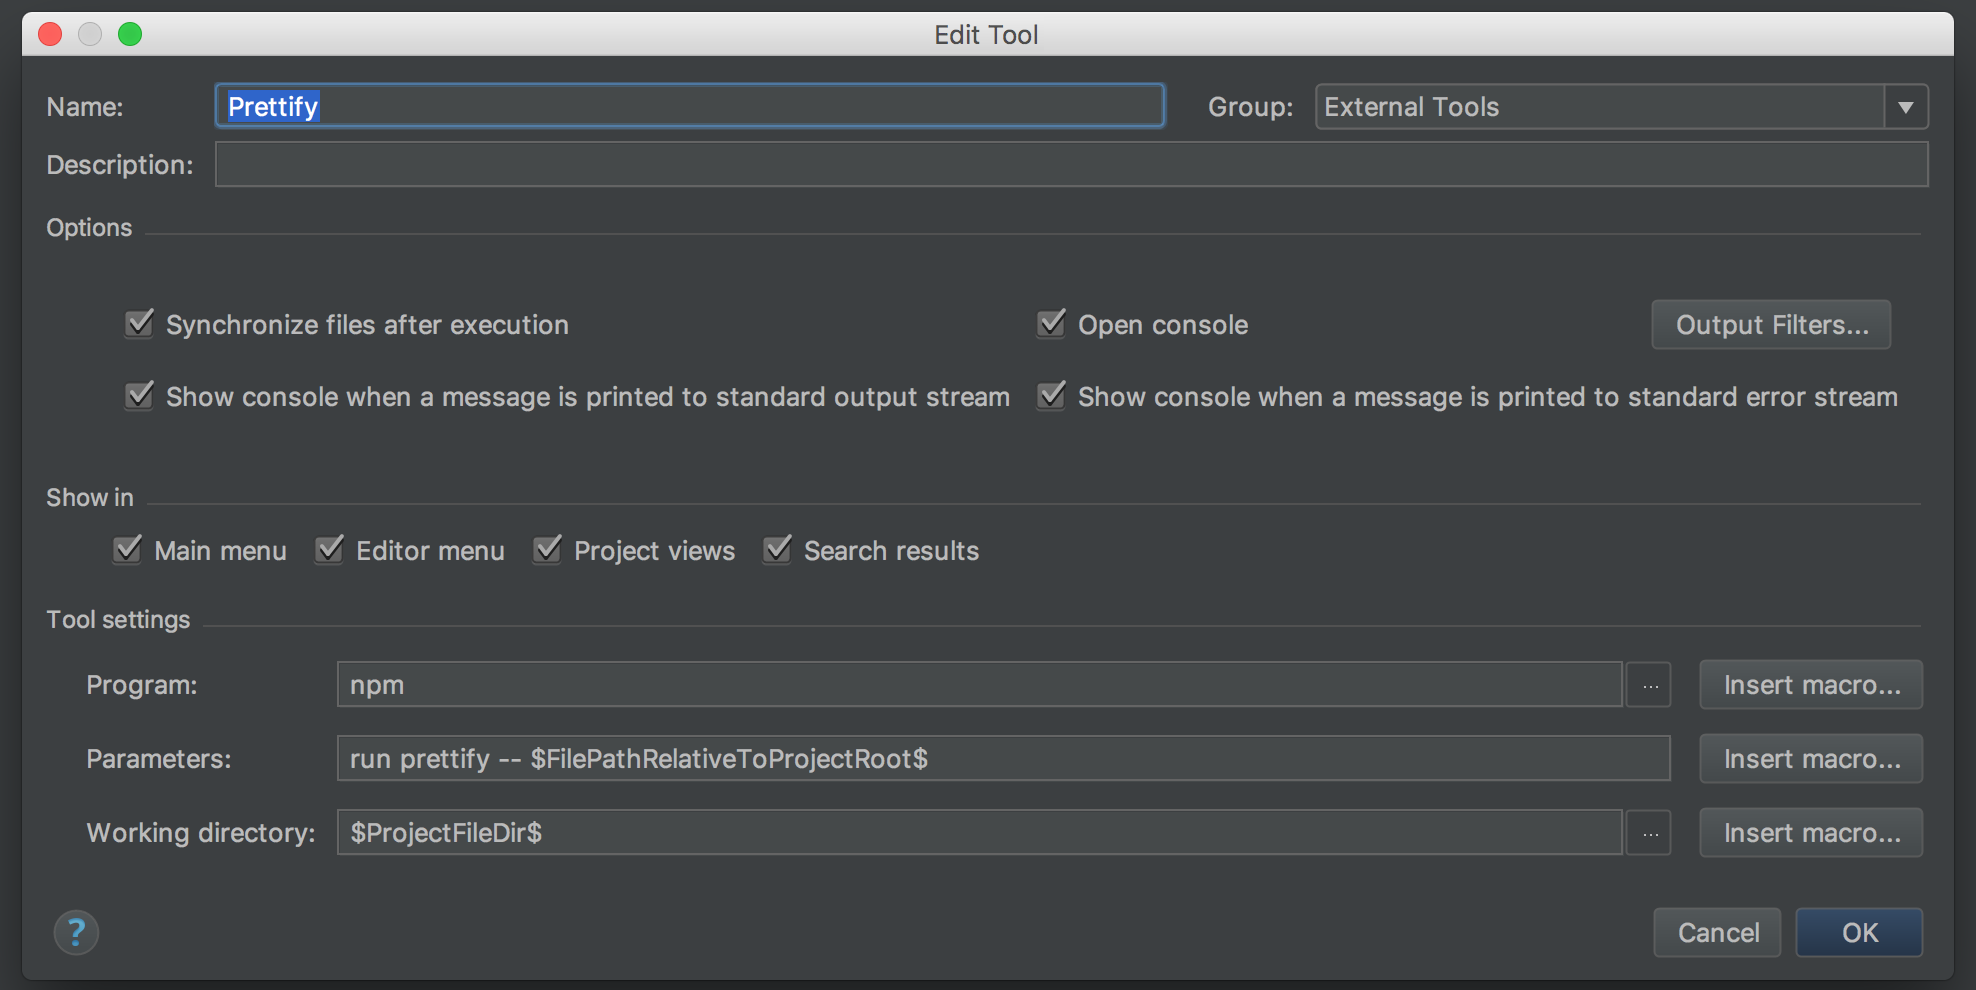 Edit Tool
Name: Prettify Group: External Tools
Description:
Options
Synchronize files after execution Open console Output Filters...
Show console when a message is printed to standard output stream Show console when a message is printed to standard error stream
Show in
Main menu Editor menu Project views Search results
Tool settings
Program: npm ... Insert macro...
Parameters: run prettify -- $FilePathRelativeToProjectRoot$ Insert macro...
Working directory: $ProjectFileDir$ ... Insert macro...
? Cancel OK